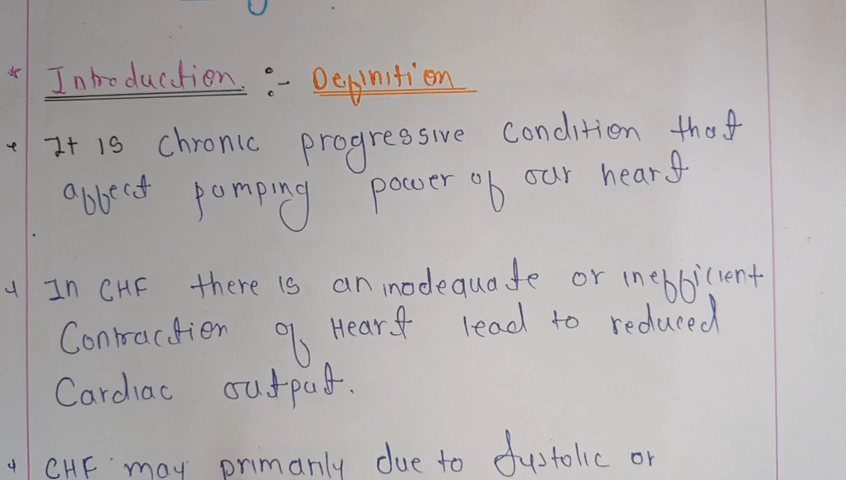 * Introduction :- Definition
* It is chronic progressive condition that
affect pumping power of our heart
* In CHF there is an inadequate or inefficient
Contraction of Heart lead to reduced
Cardiac output.
* CHF may primarily due to systolic or